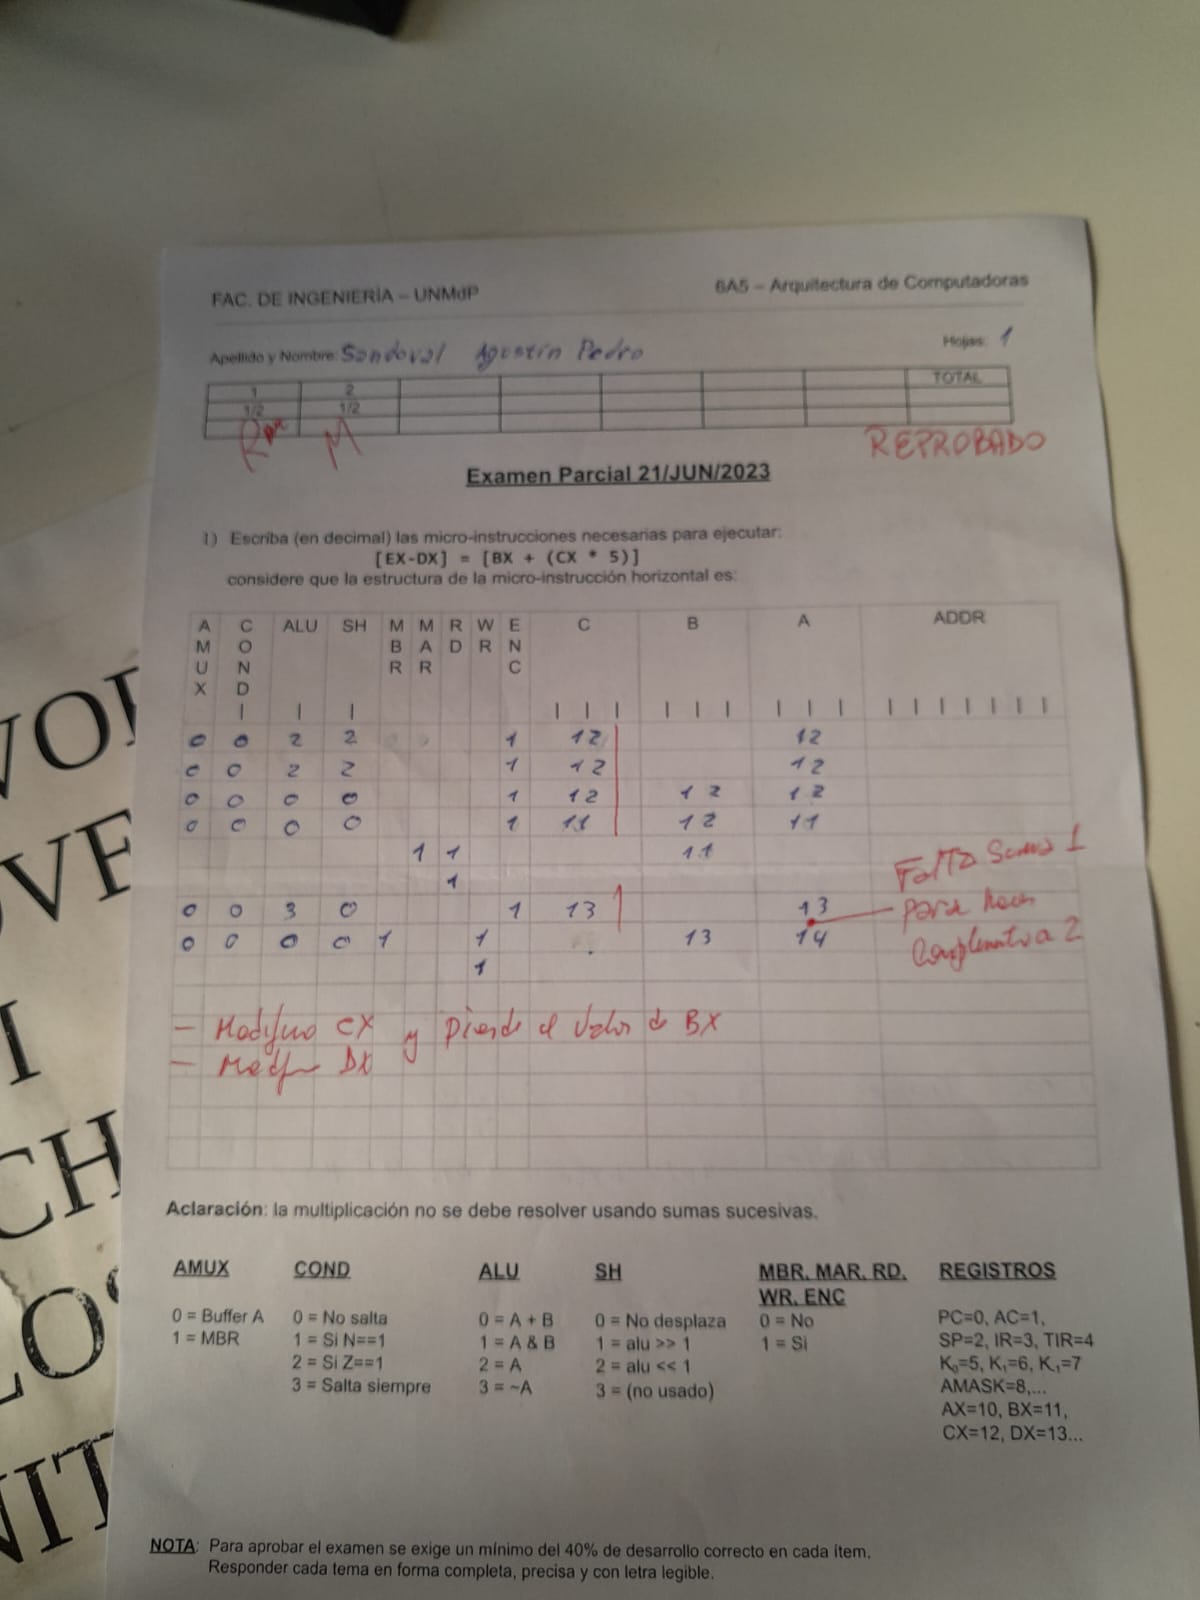 FAC. DE INGENIERÍA – UNMdP
6A5 – Arquitectura de Computadoras
Apellido y Nombre: Sandoval Agustín Pedro
Hojas: 1
1 2 TOTAL
1/2 1/2
M
REPROBADO
Examen Parcial 21/JUN/2023
1) Escriba (en decimal) las micro-instrucciones necesarias para ejecutar:
[EX-DX] = [BX + (CX * 5)]
considere que la estructura de la micro-instrucción horizontal es:
AMUX COND ALU SH MBR MAR RD WR ENC C B A ADDR
0 0 2 2 1 12 12
0 0 2 2 1 12 12
0 0 0 0 1 12 12 12
0 0 0 0 1 11 12 11
1 1 11
1
0 0 3 0 1 13 13
0 0 0 0 1 1 13 14
1
Falta Suma 1
para hacer
Complemento a 2
- Modifico CX y Pierde el Valor de BX
- DX
Aclaración: la multiplicación no se debe resolver usando sumas sucesivas.
AMUX
0 = Buffer A
1 = MBR
COND
0 = No salta
1 = Si N==1
2 = Si Z==1
3 = Salta siempre
ALU
0 = A + B
1 = A & B
2 = A
3 = ~A
SH
0 = No desplaza
1 = alu >> 1
2 = alu << 1
3 = (no usado)
MBR, MAR, RD,
WR, ENC
0 = No
1 = Si
REGISTROS
PC=0, AC=1,
SP=2, IR=3, TIR=4
K₀=5, K₁=6, K₁=7
AMASK=8,...
AX=10, BX=11,
CX=12, DX=13...
NOTA: Para aprobar el examen se exige un mínimo del 40% de desarrollo correcto en cada ítem.
Responder cada tema en forma completa, precisa y con letra legible.